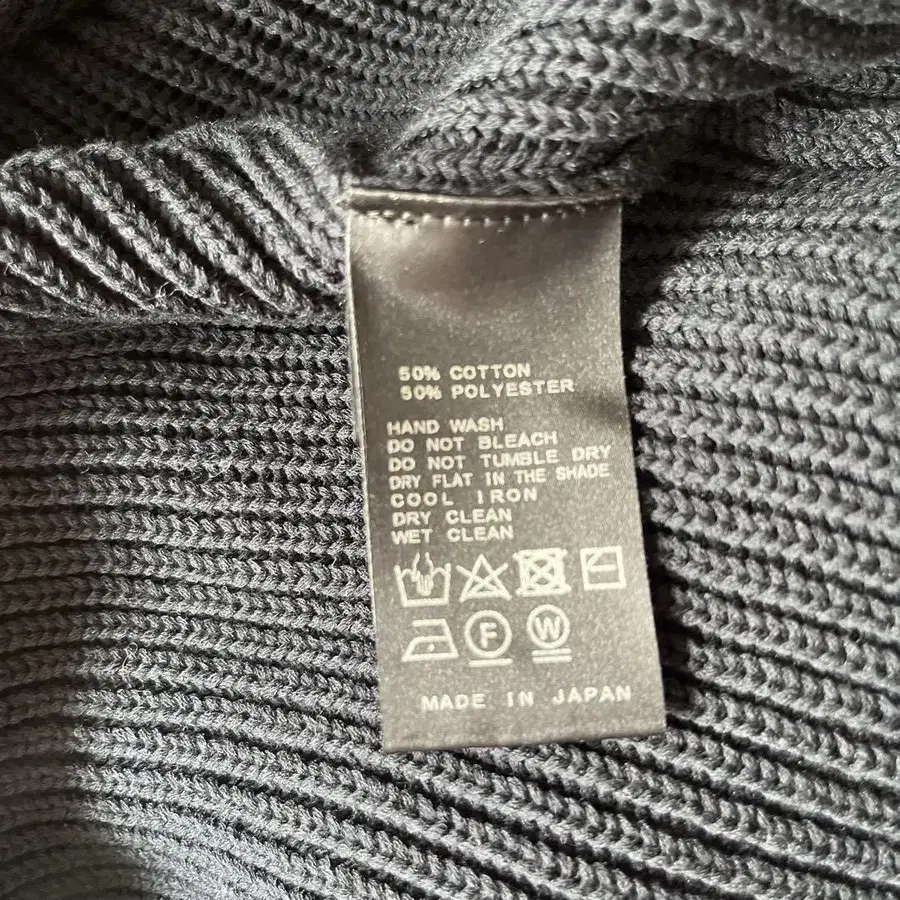 50% COTTON
50% POLYESTER
HAND WASH
DO NOT BLEACH
DO NOT TUMBLE DRY
DRY FLAT IN THE SHADE
COOL IRON
DRY CLEAN
WET CLEAN
F W
MADE IN JAPAN